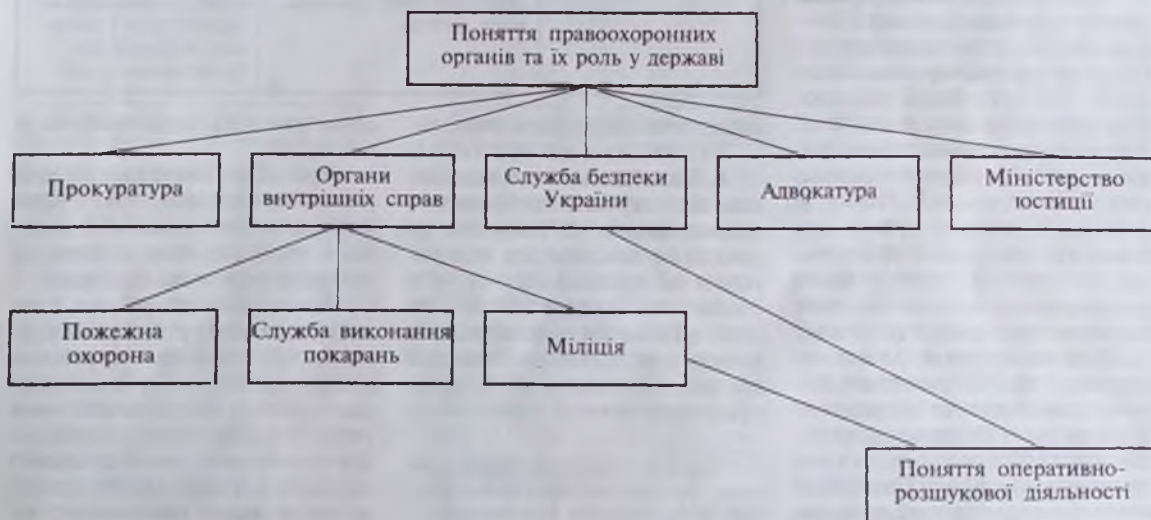 Поняття правоохоронних
органів та їх роль у державі
Прокуратура
Органи
внутрішніх справ
Служба безпеки
України
Адвокатура
Міністерство
юстиції
Пожежна
охорона
Служба виконання
покарань
Міліція
Поняття оперативно-
розшукової діяльності